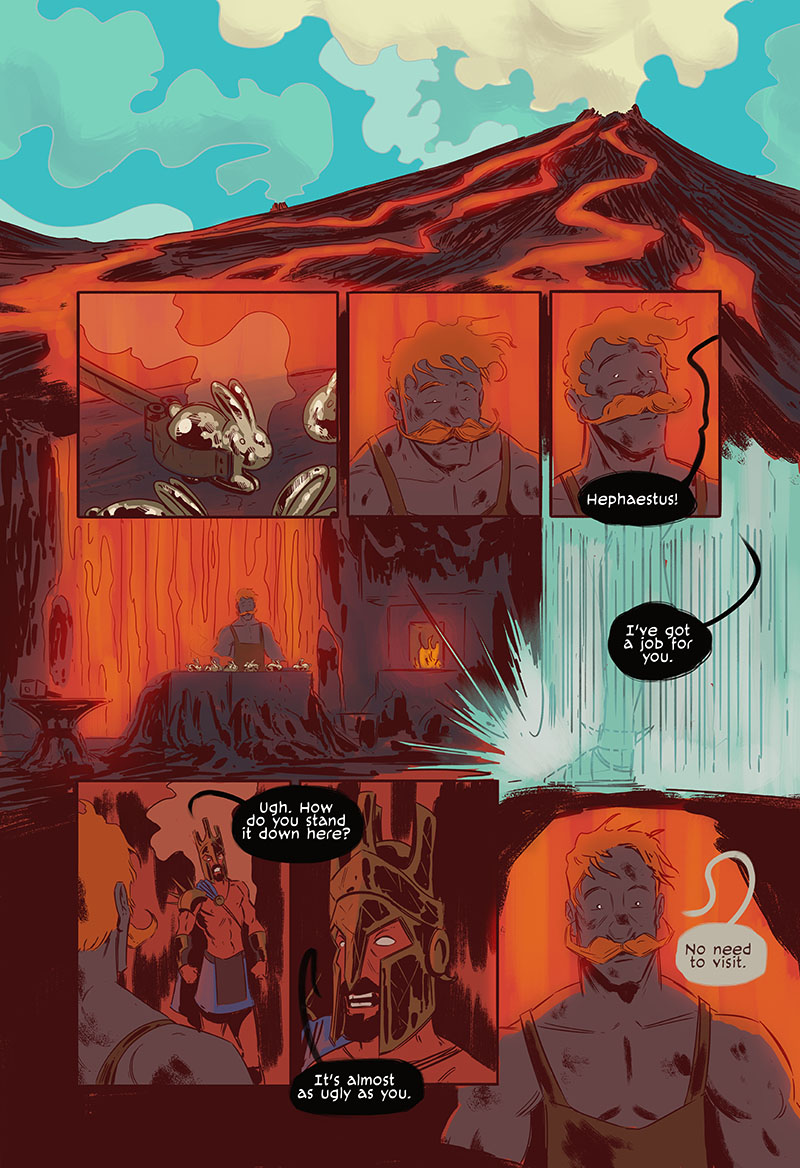 Hephaestus!
I've got
a job for
you.
Ugh. How
do you stand
it down here?
It's almost
as ugly as you.
No need
to visit.